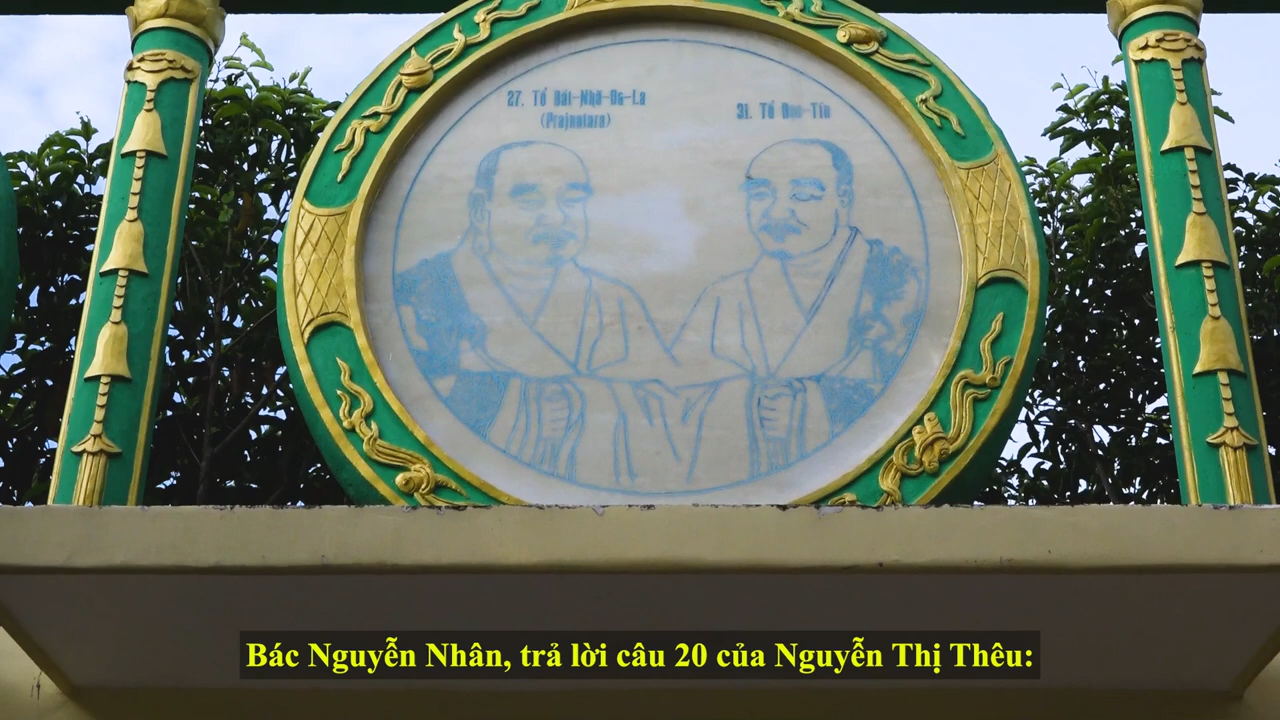 27. Tổ Bát-Nhã-Đa-La
(Prajnatara)
31. Tổ Đạo-Tín
Bác Nguyễn Nhân, trả lời câu 20 của Nguyễn Thị Thêu: